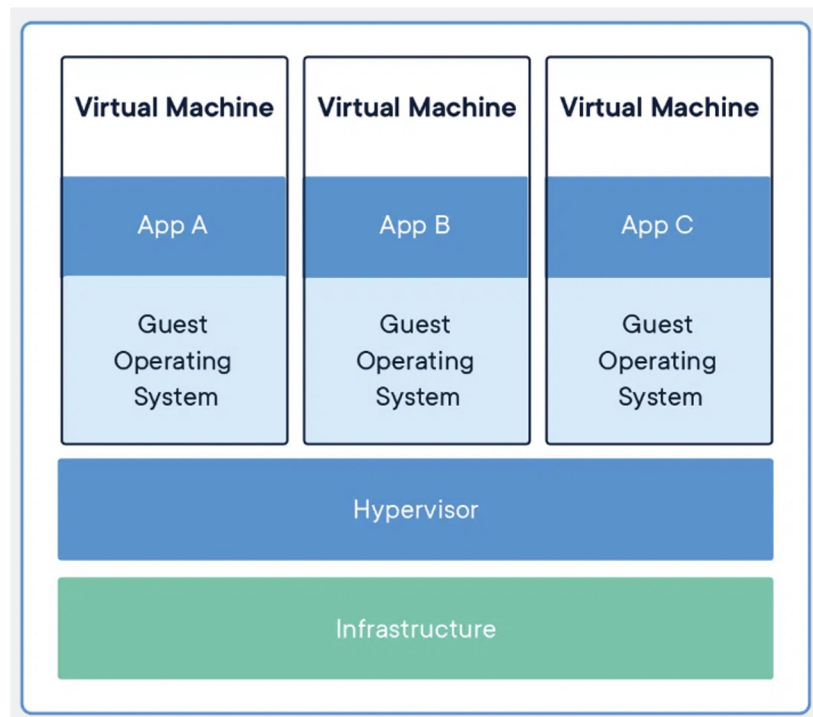 Virtual Machine
App A
Guest
Operating
System
Virtual Machine
App B
Guest
Operating
System
Virtual Machine
App C
Guest
Operating
System
Hypervisor
Infrastructure